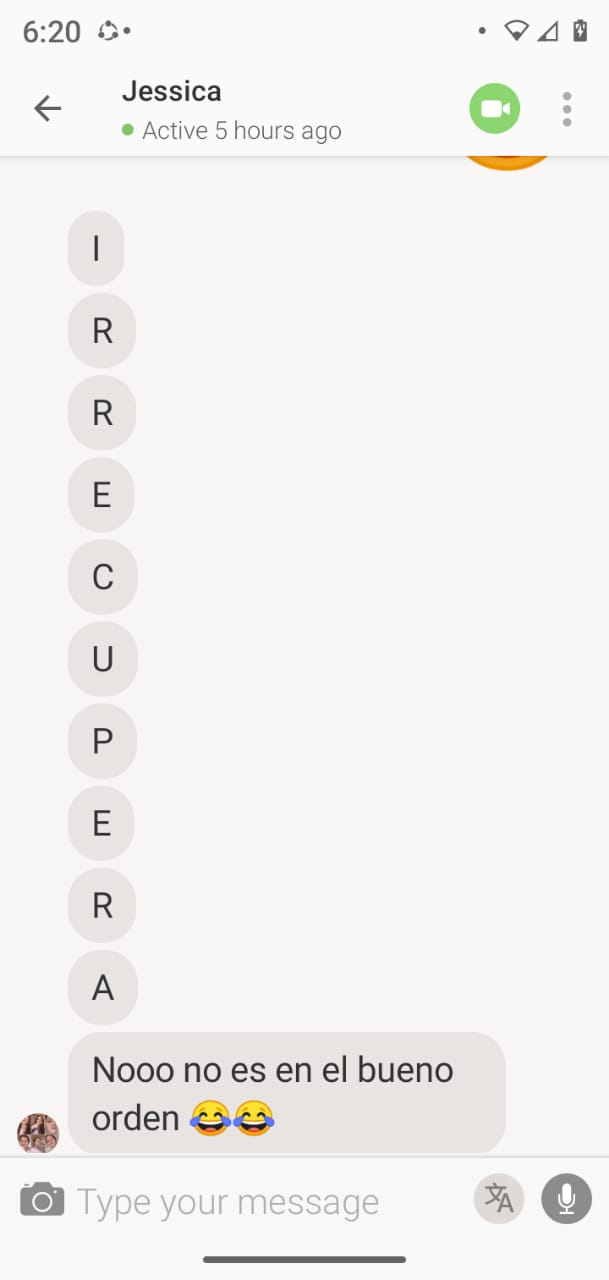 6:20
Jessica
Active 5 hours ago
I
R
R
E
C
U
P
E
R
A
Nooo no es en el bueno
orden 😂😂
Type your message